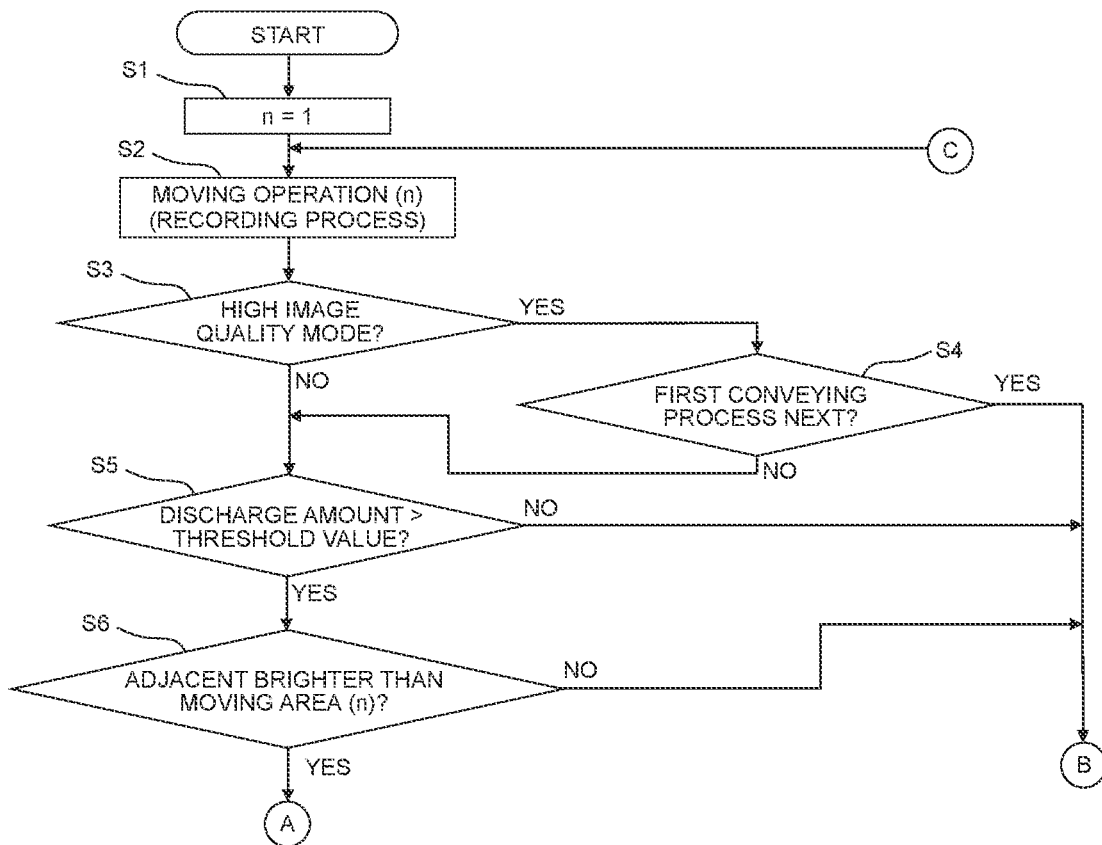 START
S1
n = 1
C
S2
MOVING OPERATION (n)
(RECORDING PROCESS)
S3
HIGH IMAGE
QUALITY MODE?
YES
NO
S4
FIRST CONVEYING
PROCESS NEXT?
YES
NO
S5
DISCHARGE AMOUNT >
THRESHOLD VALUE?
NO
YES
S6
ADJACENT BRIGHTER THAN
MOVING AREA (n)?
NO
YES
B
A